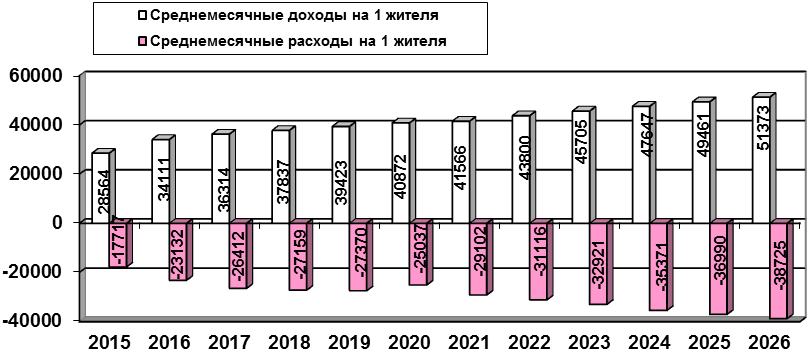 Среднемесячные доходы на 1 жителя
Среднемесячные расходы на 1 жителя
60000
40000
20000
0
-20000
-40000
28564 34111 36314 37837 39423 40872 41566 43800 45705 47647 49461 51373
-17717 -23132 -26412 -27159 -27370 -25037 -29102 -31116 -32921 -35371 -36990 -38725
2015 2016 2017 2018 2019 2020 2021 2022 2023 2024 2025 2026